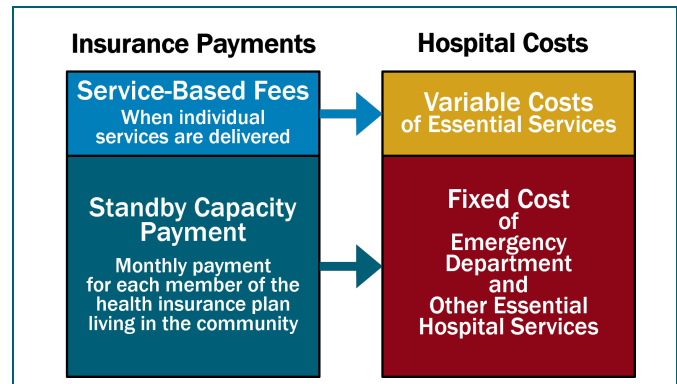 Insurance Payments
Service-Based Fees
When individual
services are delivered
Standby Capacity
Payment
Monthly payment
for each member of the
health insurance plan
living in the community
Hospital Costs
Variable Costs
of Essential Services
Fixed Cost
of
Emergency
Department
and
Other Essential
Hospital Services